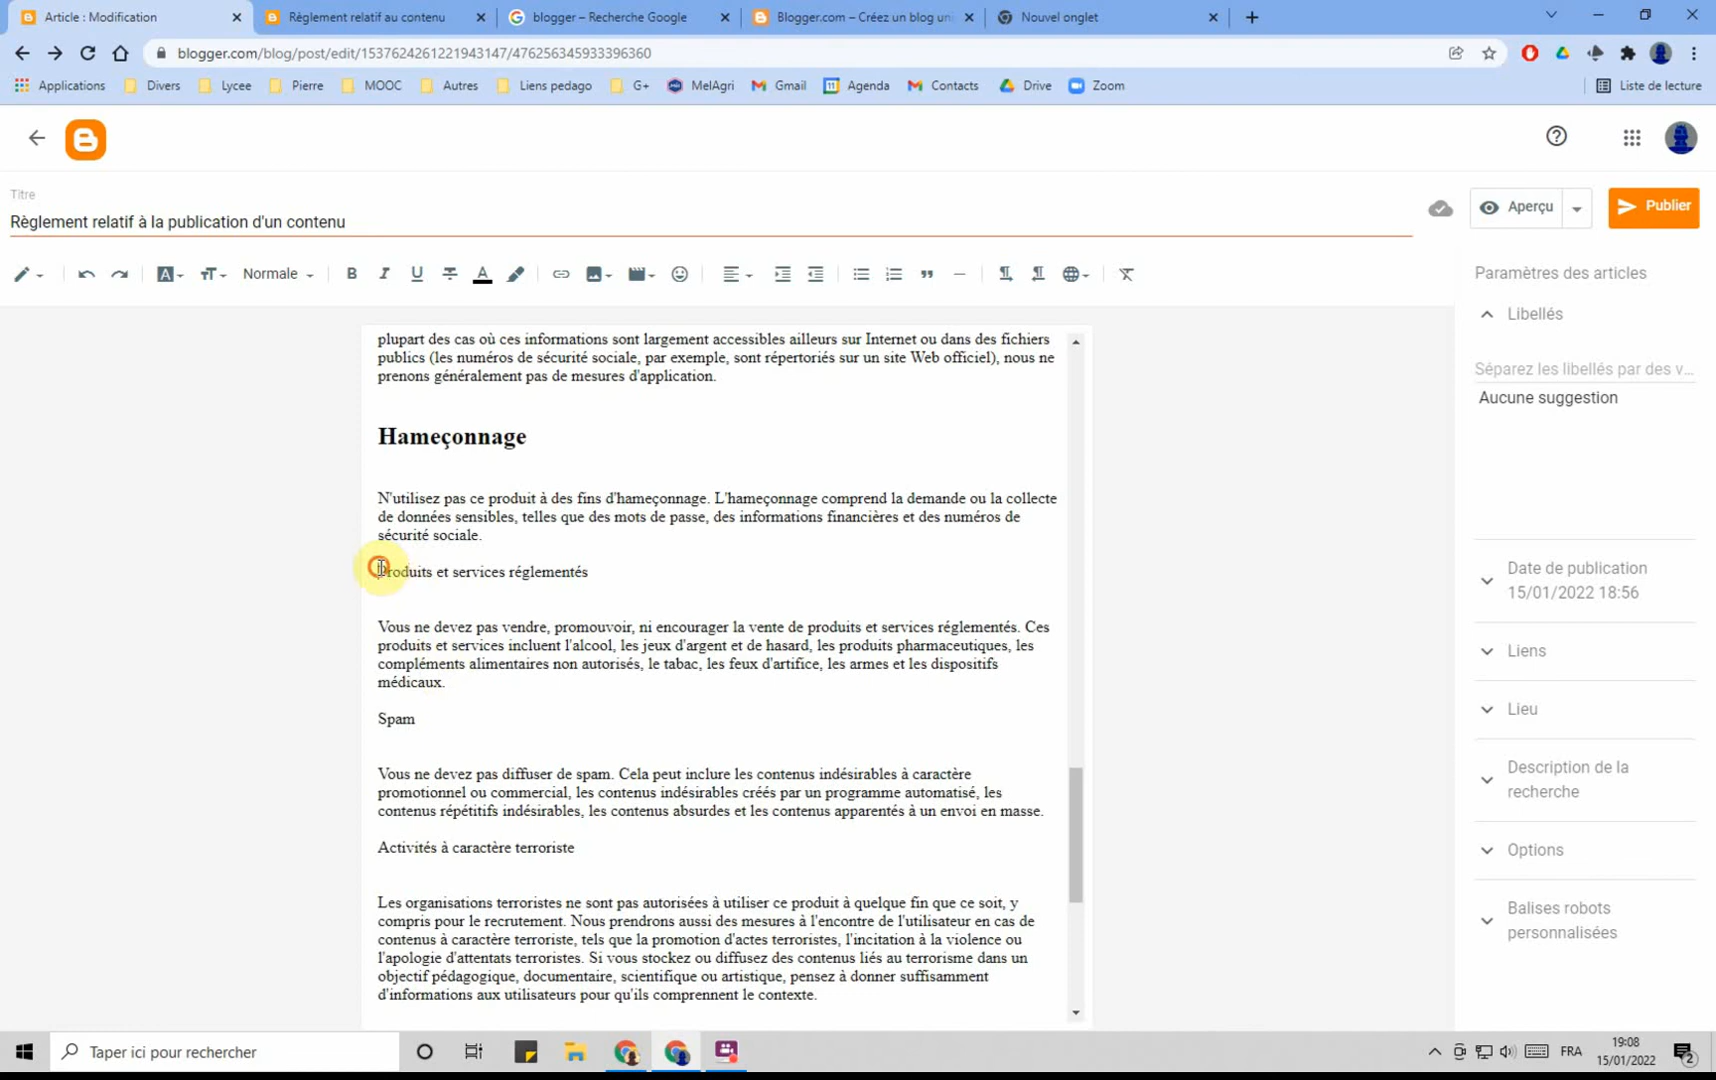 Article : Modification
Règlement relatif au contenu
blogger – Recherche Google
Blogger.com – Créez un blog un
Nouvel onglet
blogger.com/blog/post/edit/1537624261221943147/476256345933396360
Applications
Divers
Lycee
Pierre
MOOC
Autres
Liens pedago
G+
MelAgri
Gmail
Agenda
Contacts
Drive
Zoom
Liste de lecture
Titre
Règlement relatif à la publication d'un contenu
Aperçu
Publier
Normale
Paramètres des articles
Libellés
Séparez les libellés par des v...
Aucune suggestion
Date de publication
15/01/2022 18:56
Liens
Lieu
Description de la
recherche
Options
Balises robots
personnalisées
plupart des cas où ces informations sont largement accessibles ailleurs sur Internet ou dans des fichiers
publics (les numéros de sécurité sociale, par exemple, sont répertoriés sur un site Web officiel), nous ne
prenons généralement pas de mesures d'application.
Hameçonnage
N'utilisez pas ce produit à des fins d'hameçonnage. L'hameçonnage comprend la demande ou la collecte
de données sensibles, telles que des mots de passe, des informations financières et des numéros de
sécurité sociale.
Produits et services réglementés
Vous ne devez pas vendre, promouvoir, ni encourager la vente de produits et services réglementés. Ces
produits et services incluent l'alcool, les jeux d'argent et de hasard, les produits pharmaceutiques, les
compléments alimentaires non autorisés, le tabac, les feux d'artifice, les armes et les dispositifs
médicaux.
Spam
Vous ne devez pas diffuser de spam. Cela peut inclure les contenus indésirables à caractère
promotionnel ou commercial, les contenus indésirables créés par un programme automatisé, les
contenus répétitifs indésirables, les contenus absurdes et les contenus apparentés à un envoi en masse.
Activités à caractère terroriste
Les organisations terroristes ne sont pas autorisées à utiliser ce produit à quelque fin que ce soit, y
compris pour le recrutement. Nous prendrons aussi des mesures à l'encontre de l'utilisateur en cas de
contenus à caractère terroriste, tels que la promotion d'actes terroristes, l'incitation à la violence ou
l'apologie d'attentats terroristes. Si vous stockez ou diffusez des contenus liés au terrorisme dans un
objectif pédagogique, documentaire, scientifique ou artistique, pensez à donner suffisamment
d'informations aux utilisateurs pour qu'ils comprennent le contexte.
Taper ici pour rechercher
FRA
19:08
15/01/2022
2